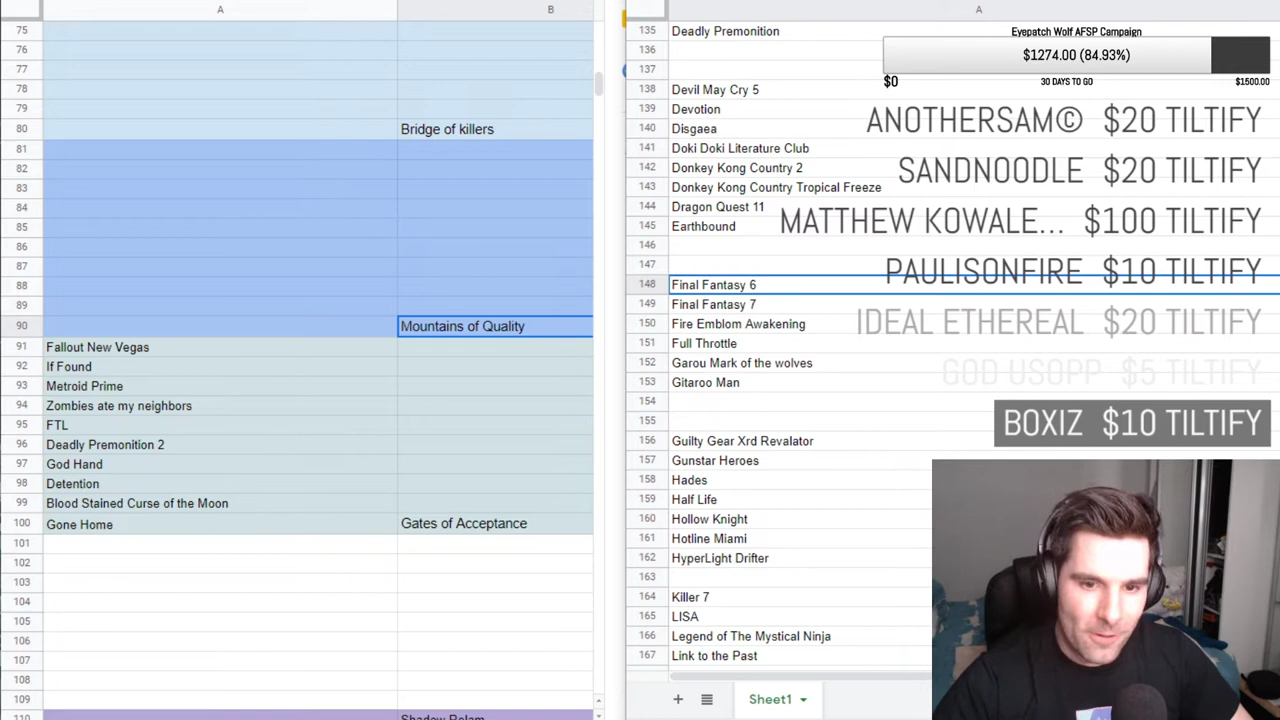 A
B
75
76
77
78
79
80 Bridge of killers
81
82
83
84
85
86
87
88
89
90 Mountains of Quality
91 Fallout New Vegas
92 If Found
93 Metroid Prime
94 Zombies ate my neighbors
95 FTL
96 Deadly Premonition 2
97 God Hand
98 Detention
99 Blood Stained Curse of the Moon
100 Gone Home Gates of Acceptance
101
102
103
104
105
106
107
108
109
110 Shadow Relam
A
135 Deadly Premonition
136
137
138 Devil May Cry 5
139 Devotion
140 Disgaea
141 Doki Doki Literature Club
142 Donkey Kong Country 2
143 Donkey Kong Country Tropical Freeze
144 Dragon Quest 11
145 Earthbound
146
147
148 Final Fantasy 6
149 Final Fantasy 7
150 Fire Emblom Awakening
151 Full Throttle
152 Garou Mark of the wolves
153 Gitaroo Man
154
155
156 Guilty Gear Xrd Revalator
157 Gunstar Heroes
158 Hades
159 Half Life
160 Hollow Knight
161 Hotline Miami
162 HyperLight Drifter
163
164 Killer 7
165 LISA
166 Legend of The Mystical Ninja
167 Link to the Past
Sheet1
Eyepatch Wolf AFSP Campaign
$1274.00 (84.93%)
$0 30 DAYS TO GO $1500.00
ANOTHERSAM© $20 TILTIFY
SANDNOODLE $20 TILTIFY
MATTHEW KOWALE... $100 TILTIFY
PAULISONFIRE $10 TILTIFY
IDEAL ETHEREAL $20 TILTIFY
GOD USOPP $5 TILTIFY
BOXIZ $10 TILTIFY